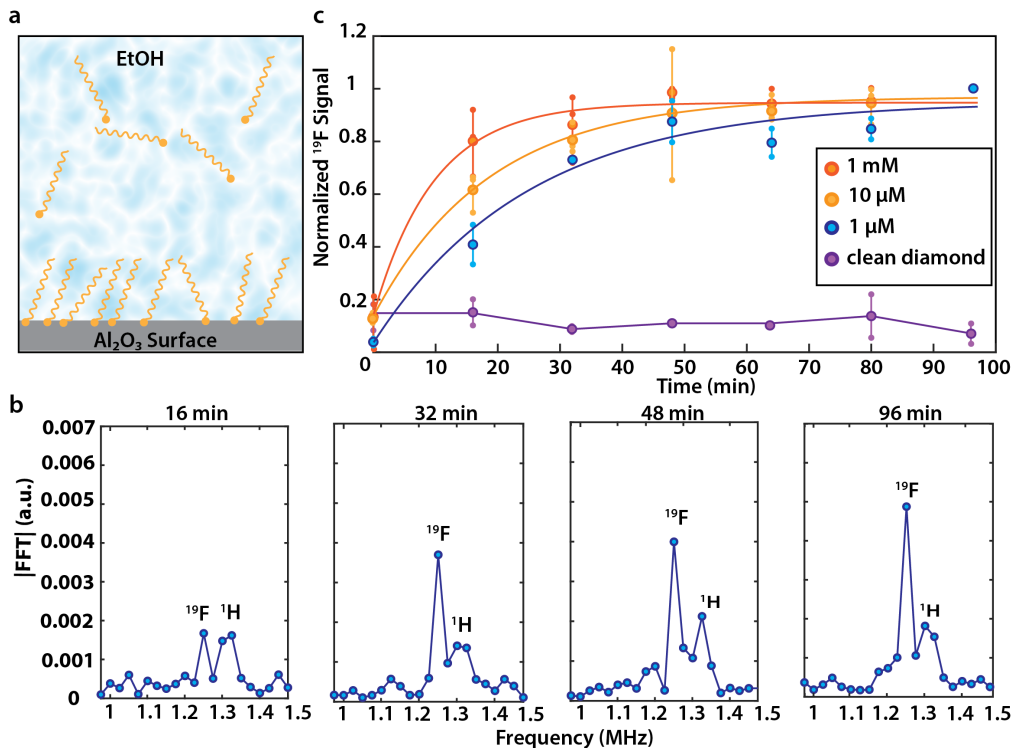 a
EtOH
Al₂O₃ Surface
c
Normalized ¹⁹F Signal
1.2
1
0.8
0.6
0.4
0.2
0
10
20
30
40
50
60
70
80
90
100
Time (min)
1 mM
10 μM
1 μM
clean diamond
b
|FFT| (a.u.)
0.007
0.006
0.005
0.004
0.003
0.002
0.001
0
16 min
¹⁹F
¹H
1
1.1
1.2
1.3
1.4
1.5
32 min
¹⁹F
¹H
1
1.1
1.2
1.3
1.4
1.5
48 min
¹⁹F
¹H
1
1.1
1.2
1.3
1.4
1.5
96 min
¹⁹F
¹H
1
1.1
1.2
1.3
1.4
1.5
Frequency (MHz)